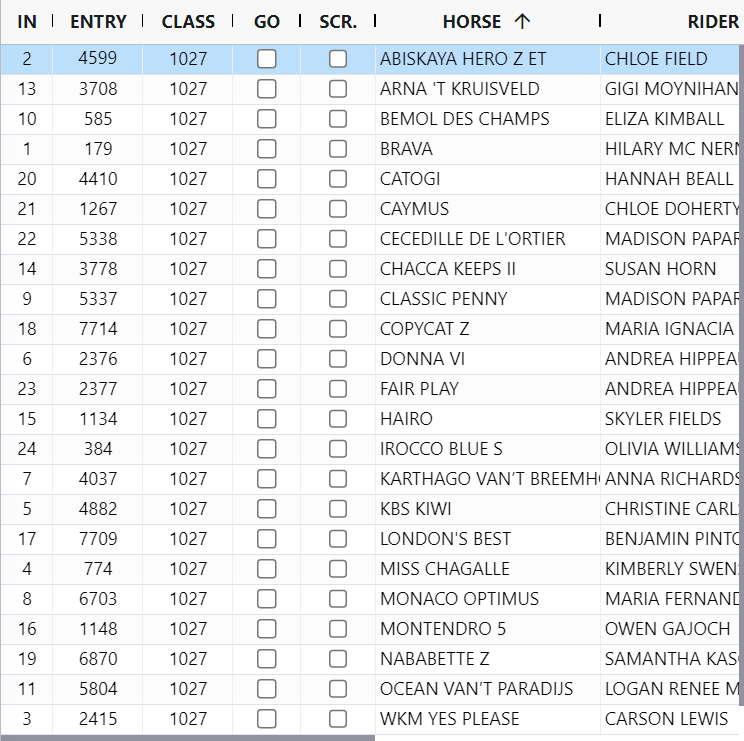 IN ENTRY CLASS GO SCR. HORSE ↑ RIDER
2 4599 1027 ABISKAYA HERO Z ET CHLOE FIELD
13 3708 1027 ARNA 'T KRUISVELD GIGI MOYNIHAN
10 585 1027 BEMOL DES CHAMPS ELIZA KIMBALL
1 179 1027 BRAVA HILARY MC NERN
20 4410 1027 CATOGI HANNAH BEALL
21 1267 1027 CAYMUS CHLOE DOHERTY
22 5338 1027 CECEDILLE DE L'ORTIER MADISON PAPAR
14 3778 1027 CHACCA KEEPS II SUSAN HORN
9 5337 1027 CLASSIC PENNY MADISON PAPAR
18 7714 1027 COPYCAT Z MARIA IGNACIA
6 2376 1027 DONNA VI ANDREA HIPPEAU
23 2377 1027 FAIR PLAY ANDREA HIPPEAU
15 1134 1027 HAIRO SKYLER FIELDS
24 384 1027 IROCCO BLUE S OLIVIA WILLIAMS
7 4037 1027 KARTHAGO VAN’T BREEMH ANNA RICHARDS
5 4882 1027 KBS KIWI CHRISTINE CARL
17 7709 1027 LONDON'S BEST BENJAMIN PINTO
4 774 1027 MISS CHAGALLE KIMBERLY SWEN
8 6703 1027 MONACO OPTIMUS MARIA FERNAND
16 1148 1027 MONTENDRO 5 OWEN GAJOCH
19 6870 1027 NABABETTE Z SAMANTHA KAS
11 5804 1027 OCEAN VAN’T PARADIJS LOGAN RENEE M
3 2415 1027 WKM YES PLEASE CARSON LEWIS